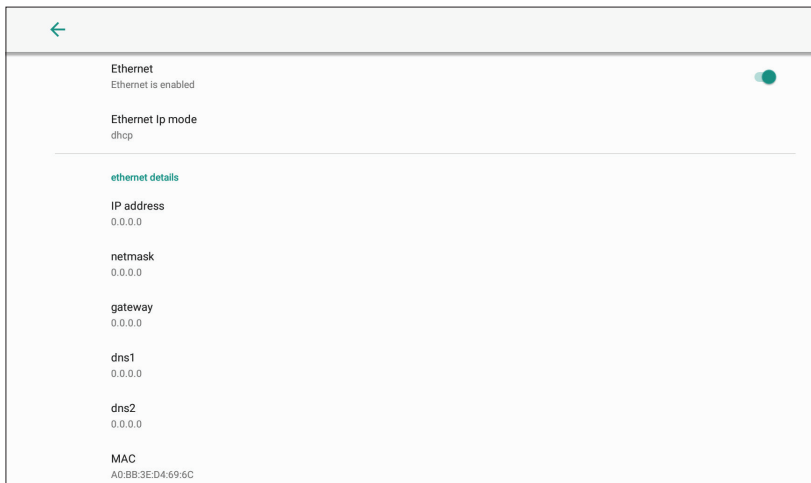 Ethernet
Ethernet is enabled
Ethernet Ip mode
dhcp
ethernet details
IP address
0.0.0.0
netmask
0.0.0.0
gateway
0.0.0.0
dns1
0.0.0.0
dns2
0.0.0.0
MAC
A0:BB:3E:D4:69:6C